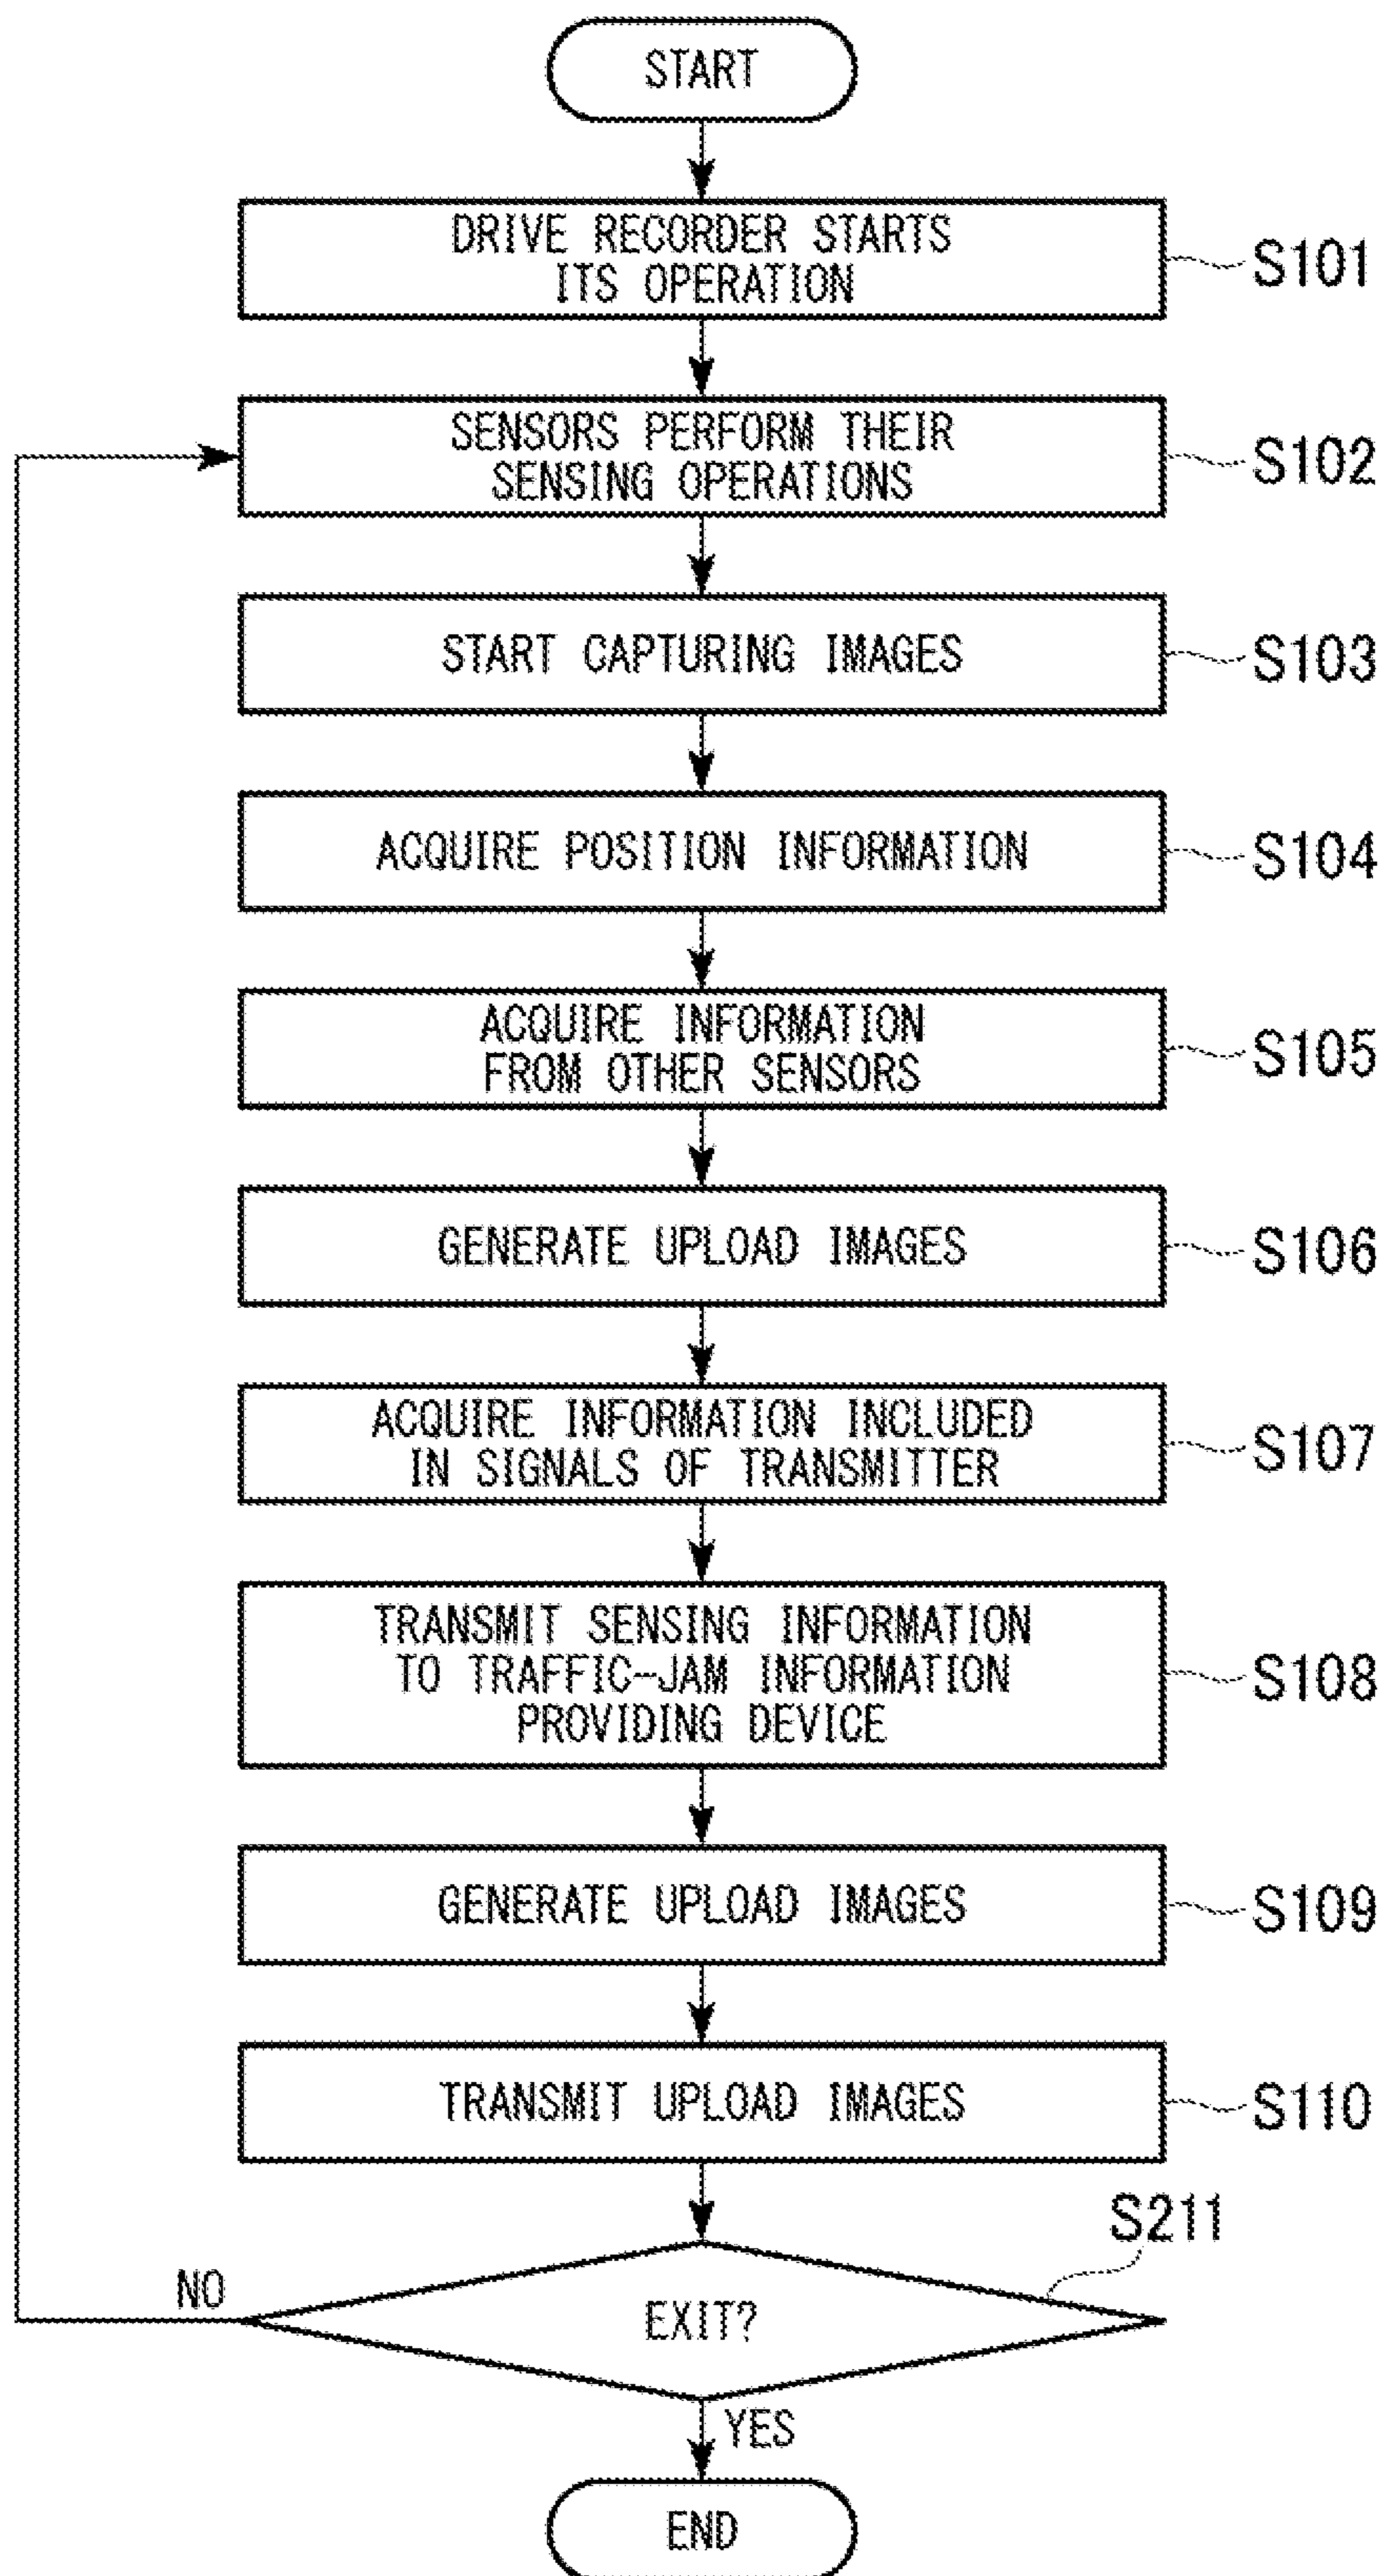 START
DRIVE RECORDER STARTS
ITS OPERATION
S101
SENSORS PERFORM THEIR
SENSING OPERATIONS
S102
START CAPTURING IMAGES
S103
ACQUIRE POSITION INFORMATION
S104
ACQUIRE INFORMATION
FROM OTHER SENSORS
S105
GENERATE UPLOAD IMAGES
S106
ACQUIRE INFORMATION INCLUDED
IN SIGNALS OF TRANSMITTER
S107
TRANSMIT SENSING INFORMATION
TO TRAFFIC-JAM INFORMATION
PROVIDING DEVICE
S108
GENERATE UPLOAD IMAGES
S109
TRANSMIT UPLOAD IMAGES
S110
S211
NO
EXIT?
YES
END